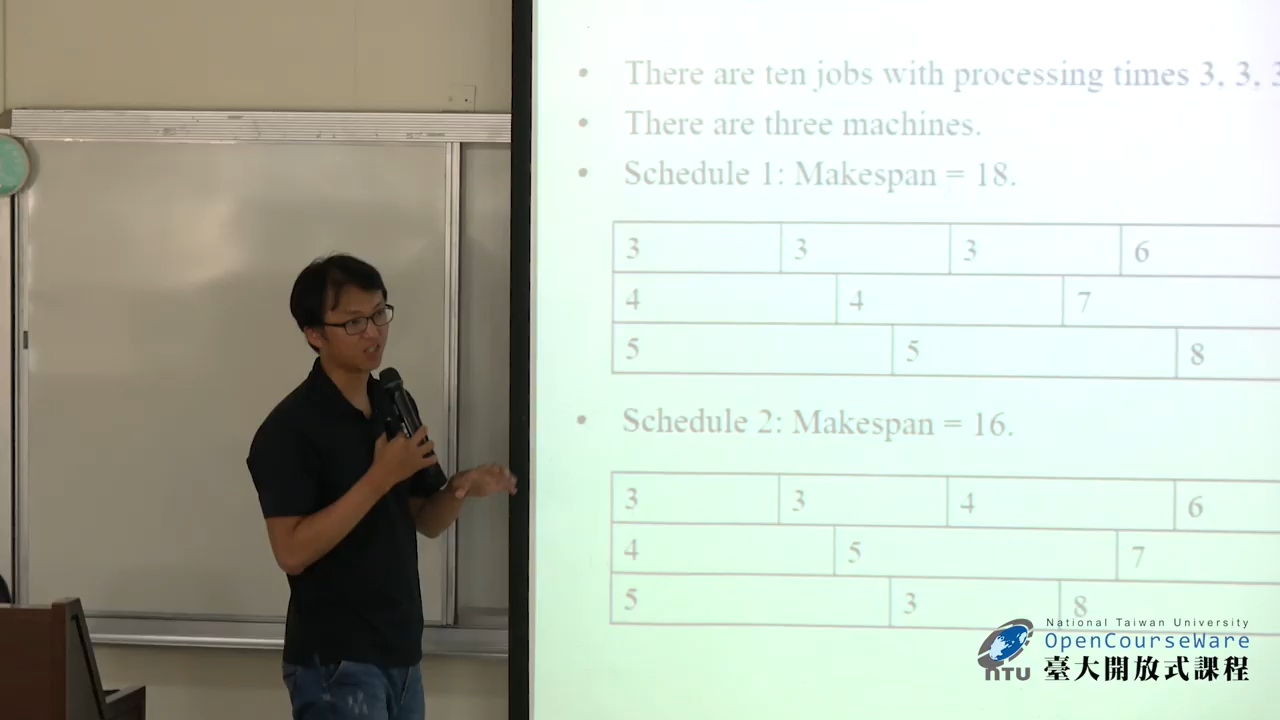 • There are ten jobs with processing times 3, 3, 3
• There are three machines.
• Schedule 1: Makespan = 18.
3 3 3 6
4 4 7
5 5 8
• Schedule 2: Makespan = 16.
3 3 4 6
4 5 7
5 3 8
National Taiwan University
OpenCourseWare
NTU 臺大開放式課程